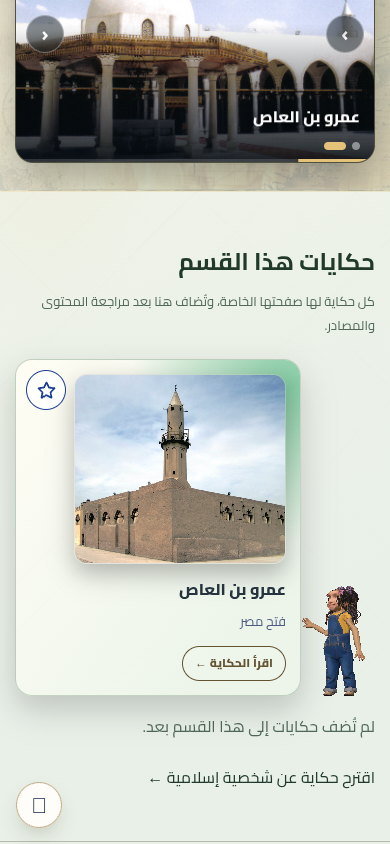 عمرو بن العاص
حكايات هذا القسم
كل حكاية لها صفحتها الخاصة، وتُضاف هنا بعد مراجعة المحتوى
والمصادر.
عمرو بن العاص
فتح مصر
اقرأ الحكاية ←
لم تُضف حكايات إلى هذا القسم بعد.
اقترح حكاية عن شخصية إسلامية ←